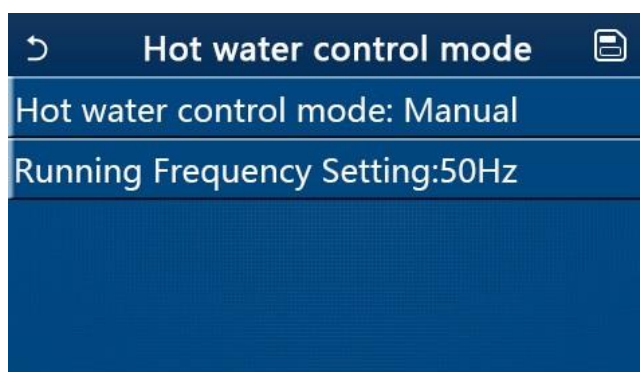 Hot water control mode
Hot water control mode: Manual
Running Frequency Setting:50Hz